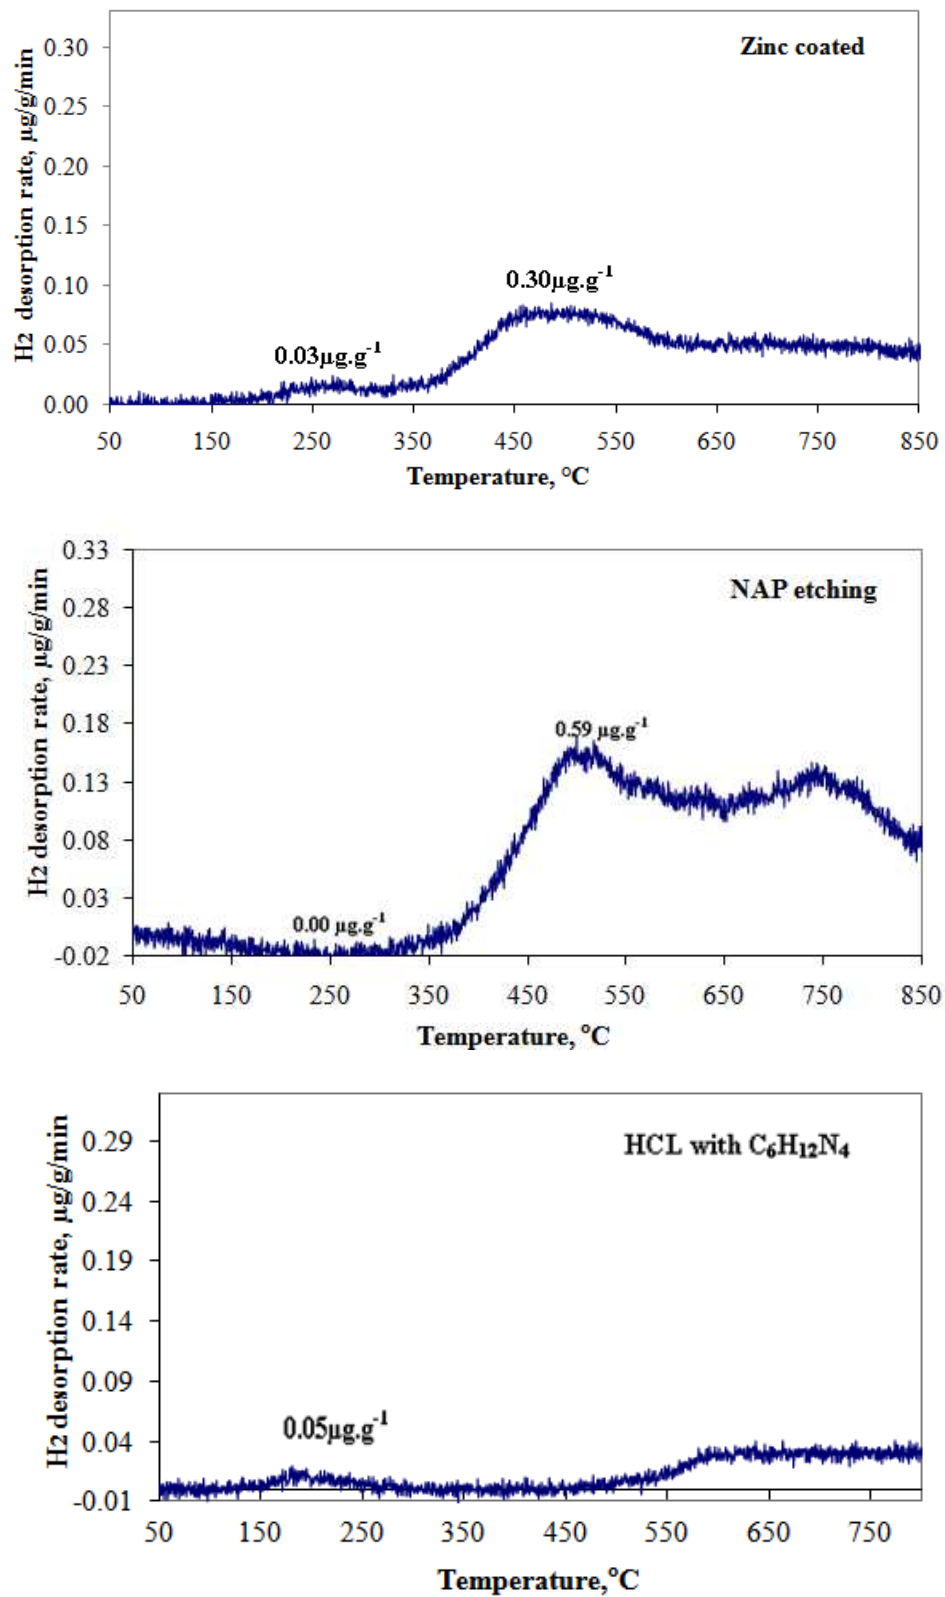 H2 desorption rate, µg/g/min
Zinc coated
0.30
0.25
0.20
0.15
0.10
0.05
0.00
0.30µg.g-1
0.03µg.g-1
50 150 250 350 450 550 650 750 850
Temperature, °C
H2 desorption rate, µg/g/min
NAP etching
0.33
0.28
0.23
0.18
0.13
0.08
0.03
-0.02
0.59 µg.g-1
0.00 µg.g-1
50 150 250 350 450 550 650 750 850
Temperature, °C
H2 desorption rate, µg/g/min
HCL with C6H12N4
0.29
0.24
0.19
0.14
0.09
0.04
-0.01
0.05µg.g-1
50 150 250 350 450 550 650 750
Temperature,°C